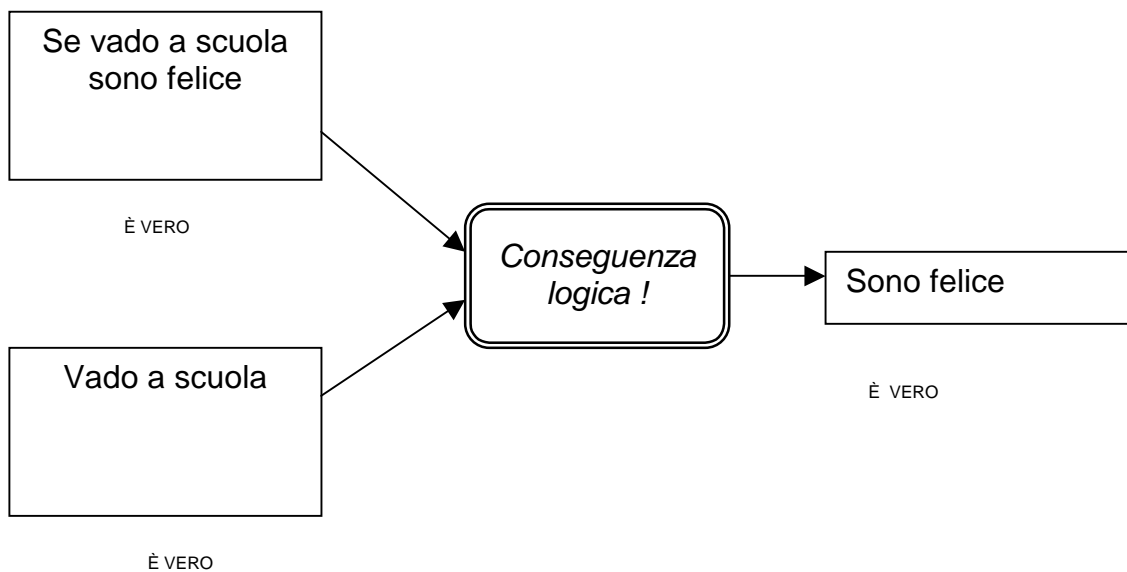 Se vado a scuola
sono felice
È VERO
Vado a scuola
È VERO
Conseguenza
logica !
Sono felice
È VERO